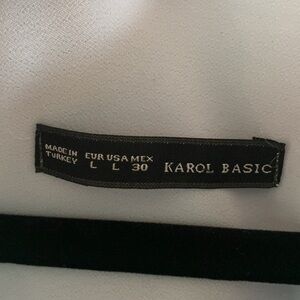 MADE IN
TURKEY
EUR USA MEX
L L 30
KAROL BASIC